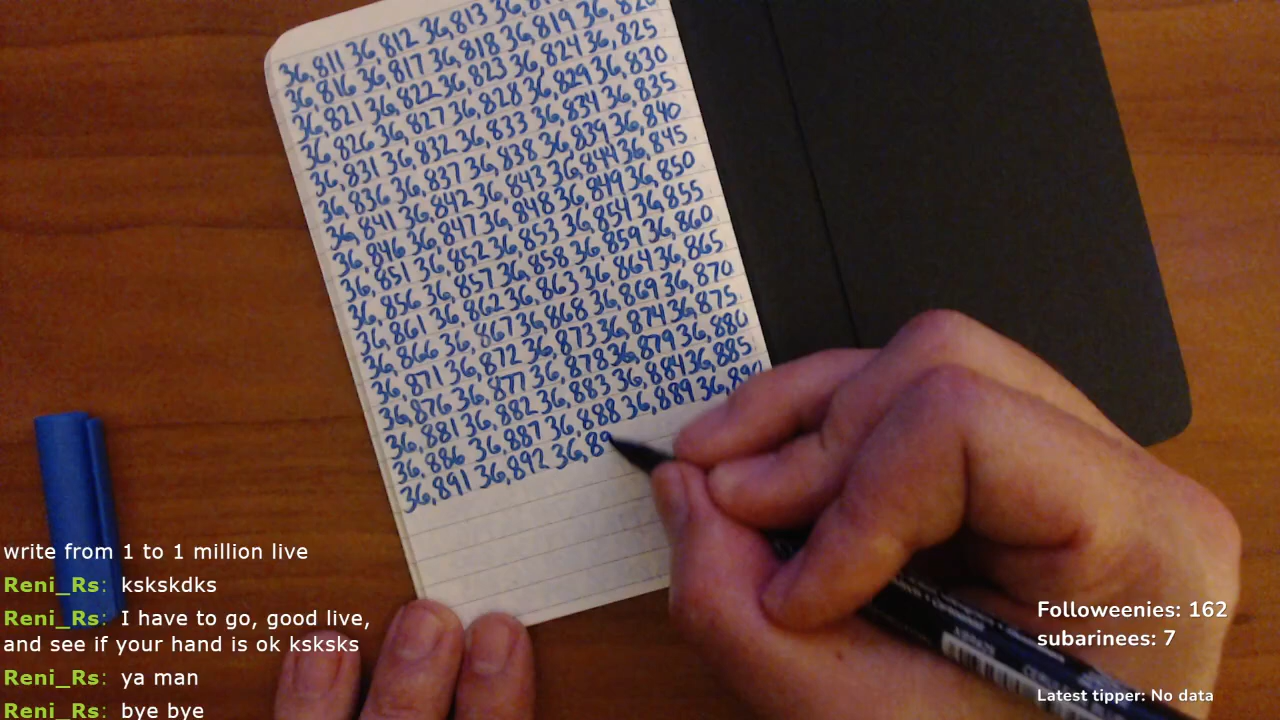 36,811 36,812 36,813
36,816 36,817 36,818 36,819 36,820
36,821 36,822 36,823 36,824 36,825
36,826 36,827 36,828 36,829 36,830
36,831 36,832 36,833 36,834 36,835
36,836 36,837 36,838 36,839 36,840
36,841 36,842 36,843 36,844 36,845
36,846 36,847 36,848 36,849 36,850
36,851 36,852 36,853 36,854 36,855
36,856 36,857 36,858 36,859 36,860
36,861 36,862 36,863 36,864 36,865
36,866 36,867 36,868 36,869 36,870
36,871 36,872 36,873 36,874 36,875
36,876 36,877 36,878 36,879 36,880
36,881 36,882 36,883 36,884 36,885
36,886 36,887 36,888 36,889 36,890
36,891 36,892 36,89
write from 1 to 1 million live
Reni_Rs: kskskdks
Reni_Rs: I have to go, good live,
and see if your hand is ok ksksks
Reni_Rs: ya man
Reni_Rs: bye bye
Followeenies: 162
subarinees: 7
Latest tipper: No data